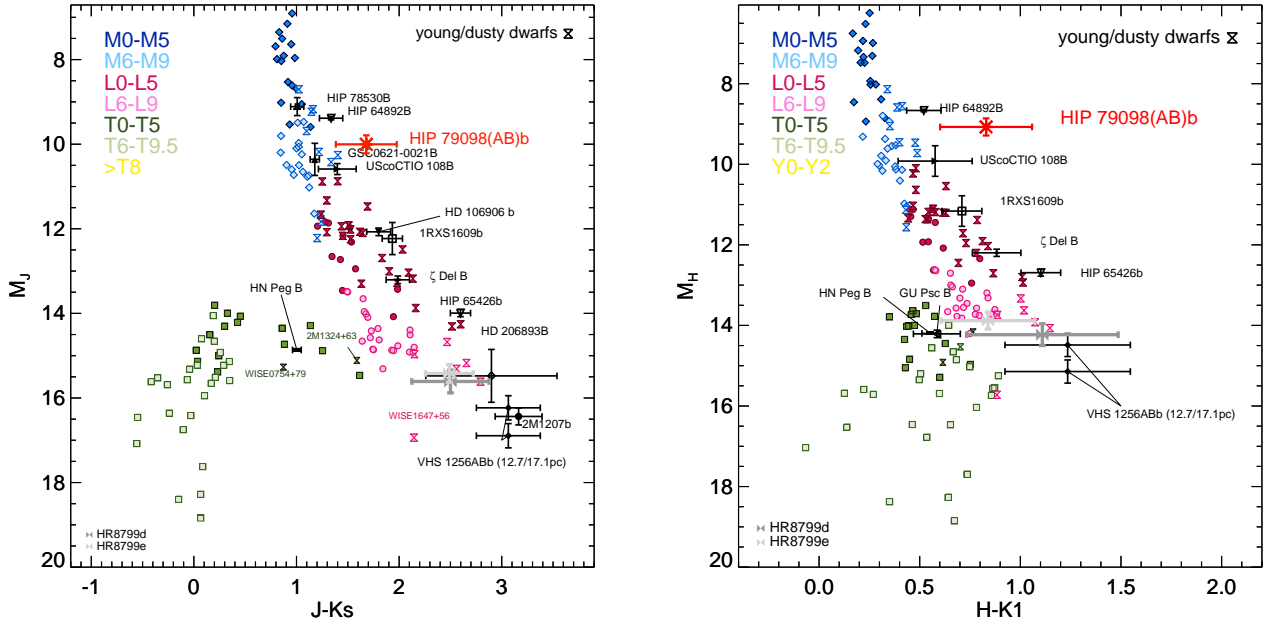 M0-M5
M6-M9
L0-L5
L6-L9
T0-T5
T6-T9.5
>T8
young/dusty dwarfs
HIP 78530B
HIP 64892B
HIP 79098(AB)b
GSC0621-0021B
UScoCTIO 108B
HD 106906 b
1RXS1609b
ζ Del B
HN Peg B
HIP 65426b
2M1324+63
HD 206893B
WISE0754+79
WISE1647+56
2M1207b
VHS 1256ABb (12.7/17.1pc)
HR8799d
HR8799e
8
10
12
14
16
18
20
M_J
-1
0
1
2
3
J-Ks
M0-M5
M6-M9
L0-L5
L6-L9
T0-T5
T6-T9.5
Y0-Y2
young/dusty dwarfs
HIP 64892B
HIP 79098(AB)b
UScoCTIO 108B
1RXS1609b
ζ Del B
HIP 65426b
HN Peg B
GU Psc B
VHS 1256ABb (12.7/17.1pc)
HR8799d
HR8799e
8
10
12
14
16
18
20
M_H
0.0
0.5
1.0
1.5
2.0
H-K1